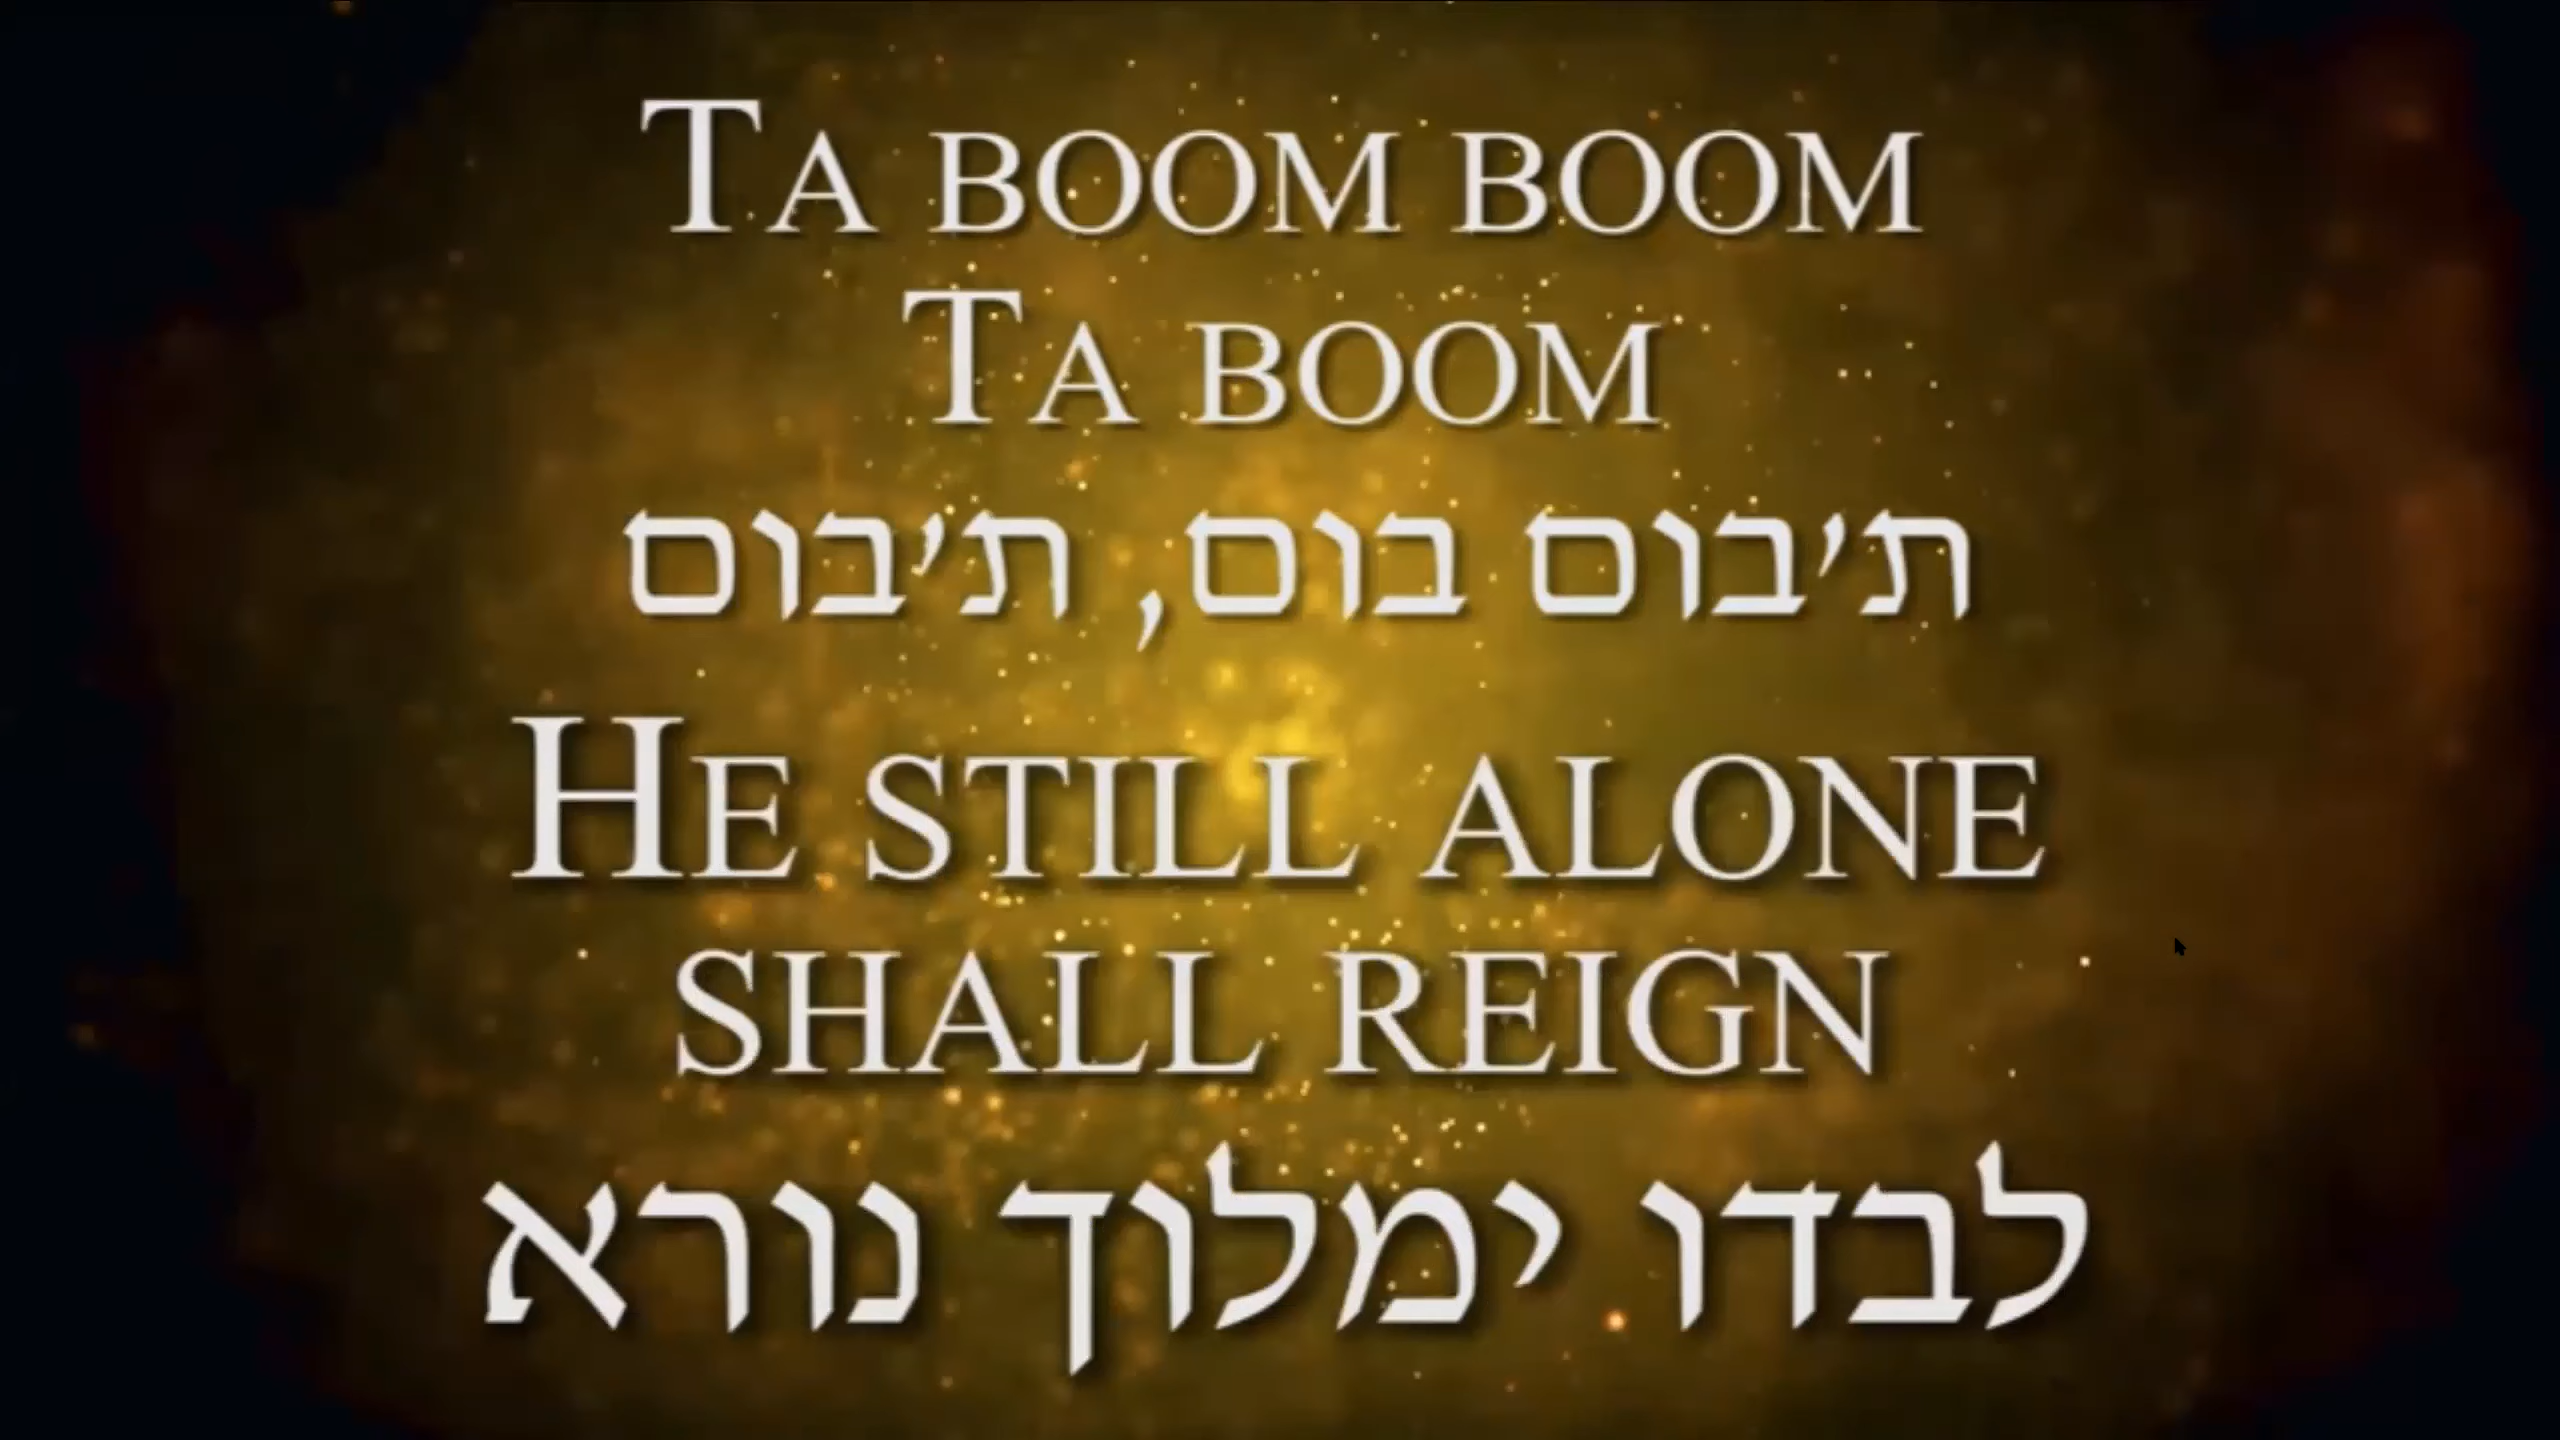 TA BOOM BOOM
TA BOOM
ת'בום בום, ת'בום
HE STILL ALONE
SHALL REIGN
לבדו ימלוך נורא